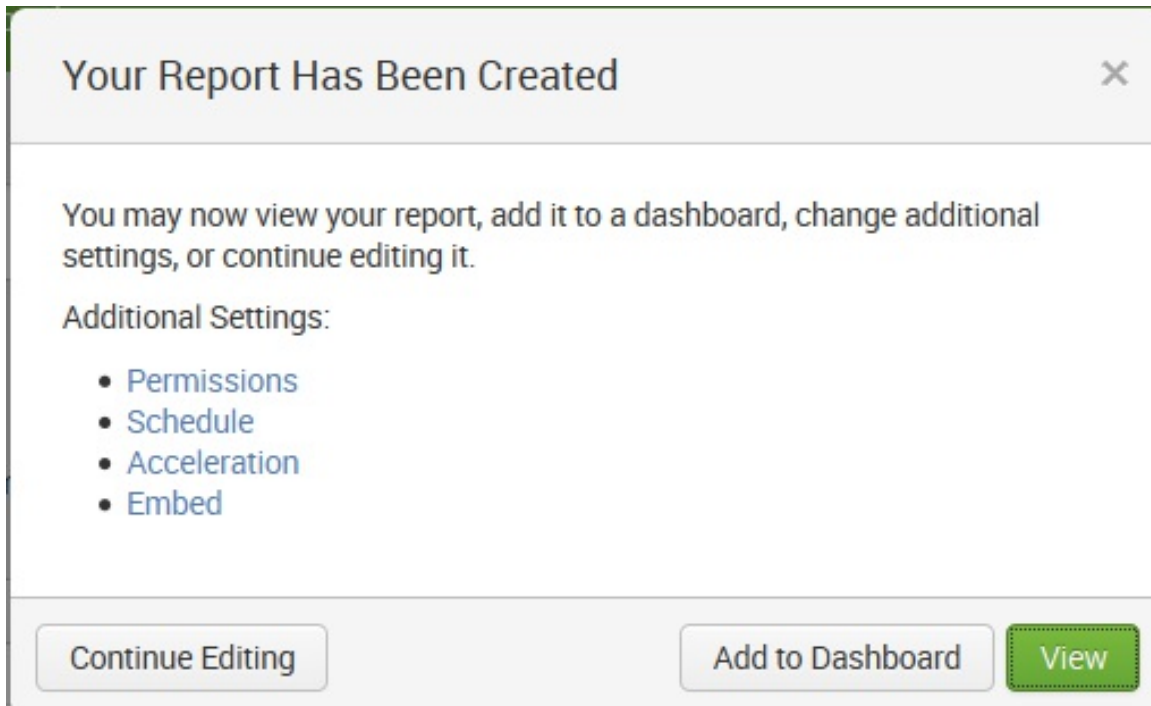 Your Report Has Been Created
×
You may now view your report, add it to a dashboard, change additional
settings, or continue editing it.
Additional Settings:
• Permissions
• Schedule
• Acceleration
• Embed
Continue Editing
Add to Dashboard
View